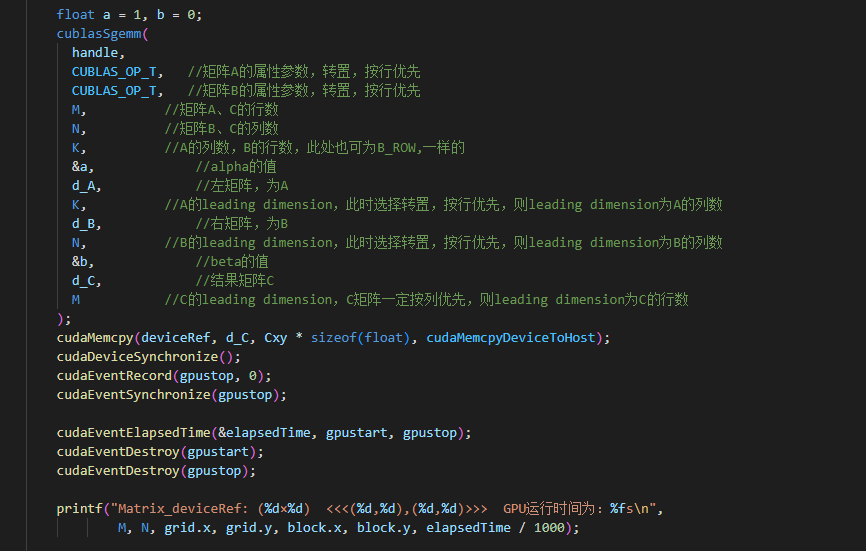 float a = 1, b = 0;
cublasSgemm(
handle,
CUBLAS_OP_T, //矩阵A的属性参数，转置，按行优先
CUBLAS_OP_T, //矩阵B的属性参数，转置，按行优先
M, //矩阵A、C的行数
N, //矩阵B、C的列数
K, //A的列数，B的行数，此处也可为B_ROW,一样的
&a, //alpha的值
d_A, //左矩阵，为A
K, //A的leading dimension，此时选择转置，按行优先，则leading dimension为A的列数
d_B, //右矩阵，为B
N, //B的leading dimension，此时选择转置，按行优先，则leading dimension为B的列数
&b, //beta的值
d_C, //结果矩阵C
M //C的leading dimension，C矩阵一定按列优先，则leading dimension为C的行数
);
cudaMemcpy(deviceRef, d_C, Cxy * sizeof(float), cudaMemcpyDeviceToHost);
cudaDeviceSynchronize();
cudaEventRecord(gpustop, 0);
cudaEventSynchronize(gpustop);
cudaEventElapsedTime(&elapsedTime, gpustart, gpustop);
cudaEventDestroy(gpustart);
cudaEventDestroy(gpustop);
printf("Matrix_deviceRef: (%d×%d) <<<(%d,%d),(%d,%d)>>> GPU运行时间为：%fs\n",
M, N, grid.x, grid.y, block.x, block.y, elapsedTime / 1000);